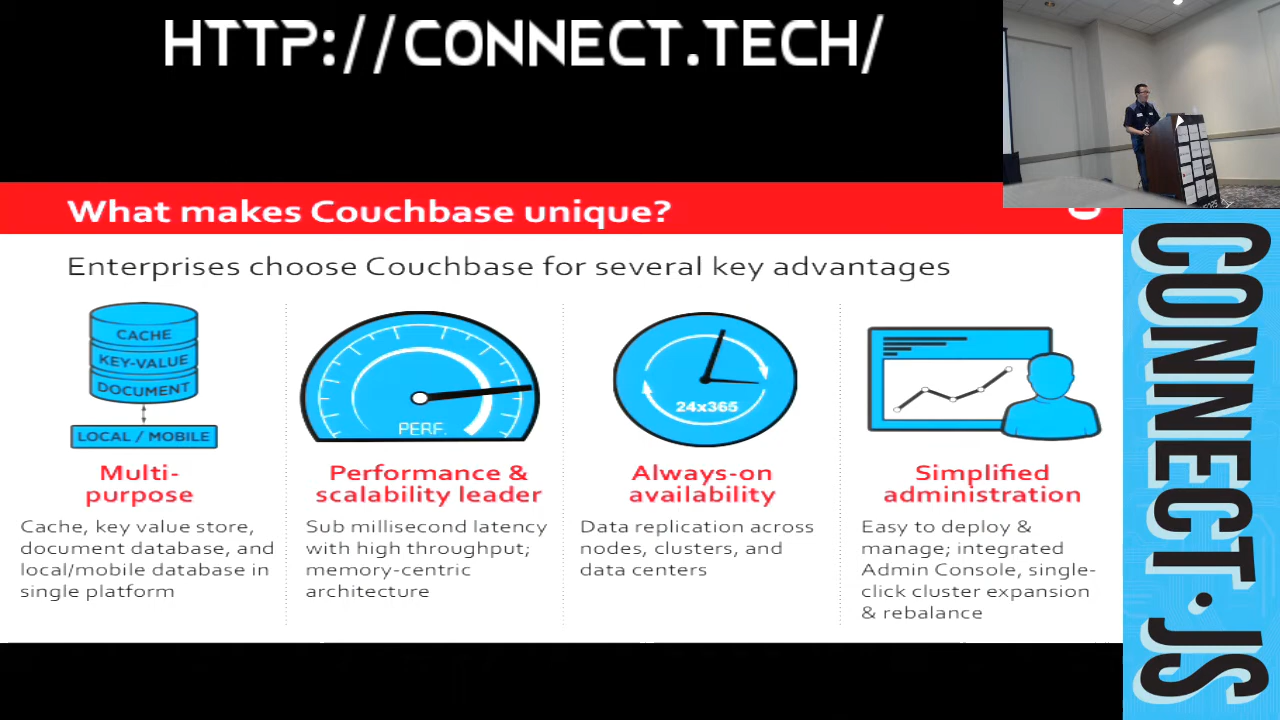 HTTP://CONNECT.TECH/
What makes Couchbase unique?
Enterprises choose Couchbase for several key advantages
CACHE
KEY-VALUE
DOCUMENT
LOCAL / MOBILE
Multi-
purpose
Cache, key value store,
document database, and
local/mobile database in
single platform
PERF.
Performance &
scalability leader
Sub millisecond latency
with high throughput;
memory-centric
architecture
24x365
Always-on
availability
Data replication across
nodes, clusters, and
data centers
Simplified
administration
Easy to deploy &
manage; integrated
Admin Console, single-
click cluster expansion
& rebalance
CONNECT.JS